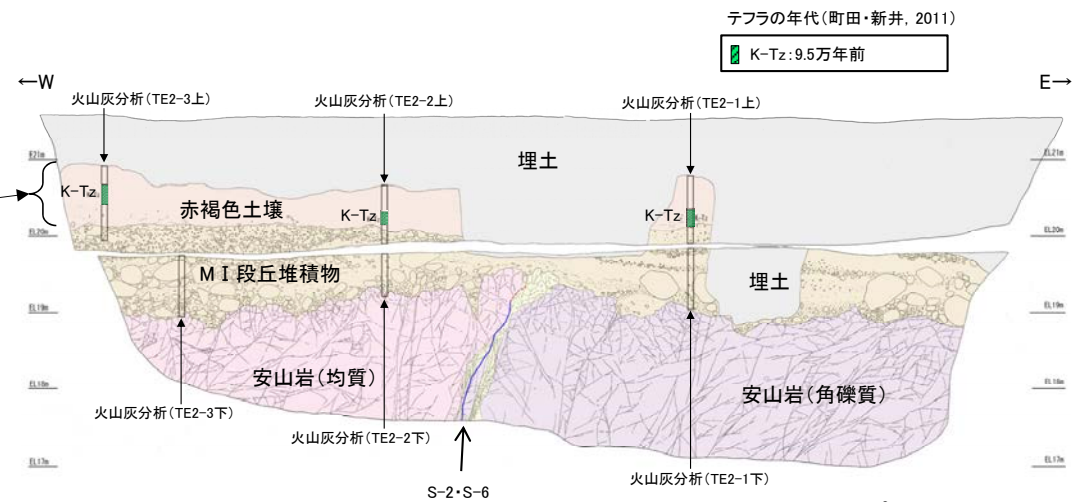 テフラの年代(町田・新井, 2011)
K-Tz:9.5万年前
←W
E→
火山灰分析(TE2-3上)
火山灰分析(TE2-2上)
火山灰分析(TE2-1上)
埋土
EL21m
EL21m
K-Tz
K-Tz
K-Tz
赤褐色土壌
EL20m
EL20m
MⅠ段丘堆積物
埋土
EL19m
EL19m
安山岩(均質)
安山岩(角礫質)
EL18m
EL18m
火山灰分析(TE2-3下)
火山灰分析(TE2-2下)
火山灰分析(TE2-1下)
EL17m
EL17m
S-2・S-6